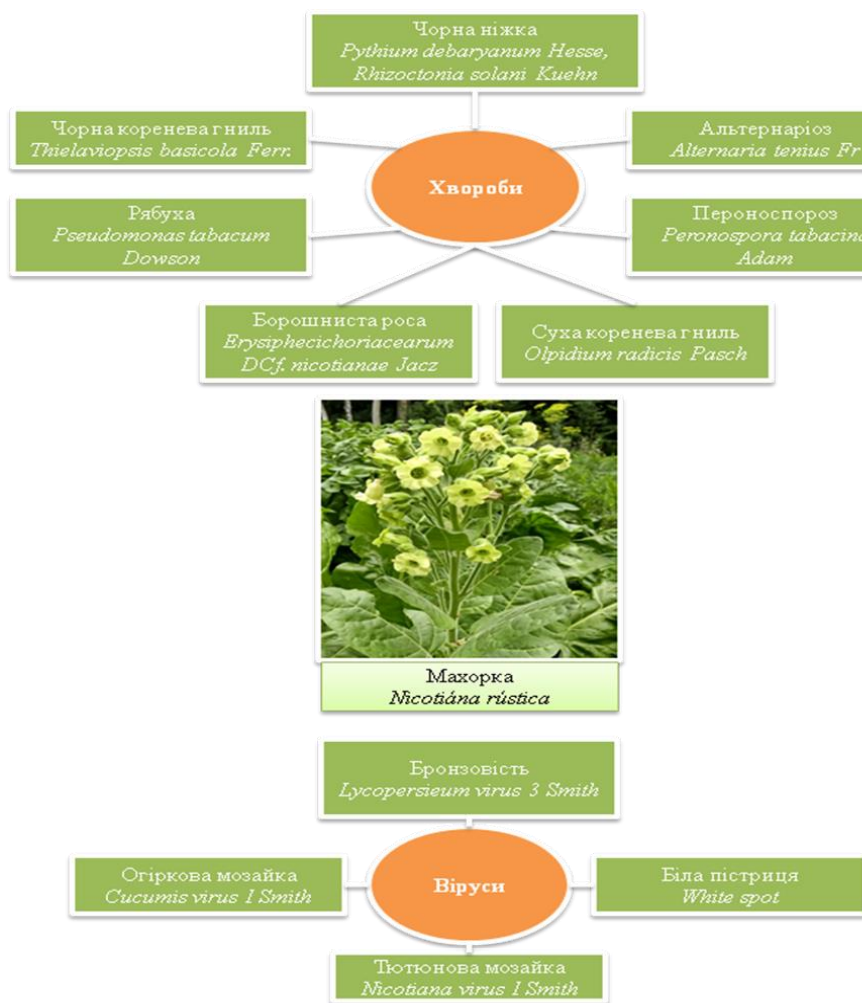 Чорна ніжка
Pythium debaryanum Hesse,
Rhizoctonia solani Kuehn
Чорна коренева гниль
Thielaviopsis basicola Ferr.
Альтернаріоз
Alternaria tenius Fr
Хвороби
Рябуха
Pseudomonas tabacum
Dowson
Пероноспороз
Peronospora tabacina
Adam
Борошниста роса
Erysiphecichoriacearum
DCf. nicotianae Jacz
Суха коренева гниль
Olpidium radicis Pasch
Махорка
Nicotiána rústica
Бронзовість
Lycopersieum virus 3 Smith
Огіркова мозайка
Cucumis virus 1 Smith
Віруси
Біла пістриця
White spot
Тютюнова мозайка
Nicotiana virus 1 Smith